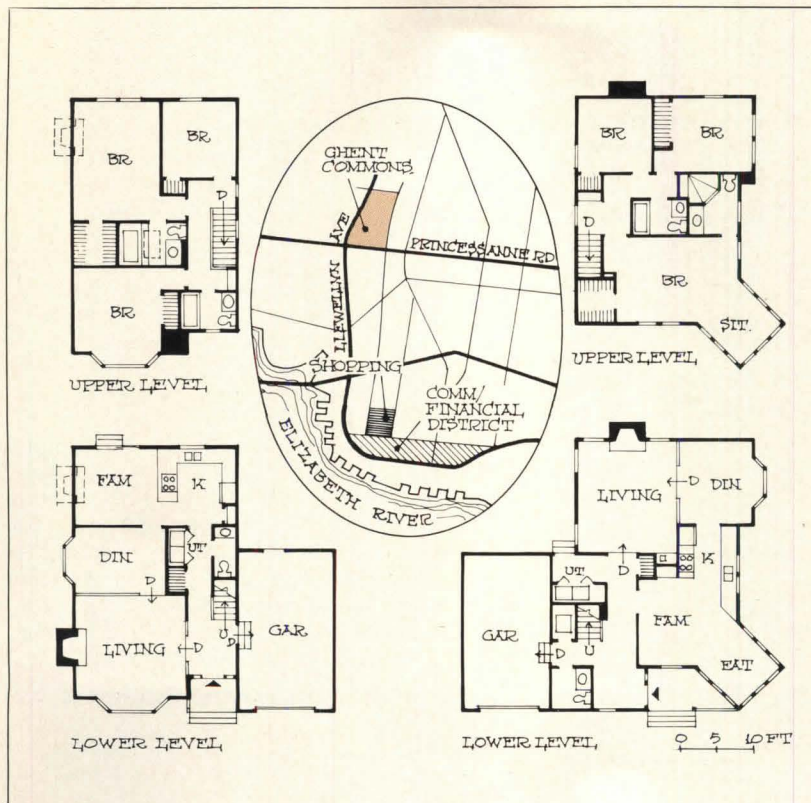 BR
BR
D
BR
UPPER LEVEL
GHENT
COMMONS
LLEWELLYN AVE
PRINCESS ANNE RD
SHOPPING
COMM/
FINANCIAL
DISTRICT
ELIZABETH RIVER
BR
BR
D
BR
SIT.
UPPER LEVEL
FAM
K
DIN
UT
D
LIVING
D
U
D
GAR
LOWER LEVEL
LIVING
D
DIN
UT
D
K
GAR
D
U
FAM
EAT
LOWER LEVEL
0 5 10 FT